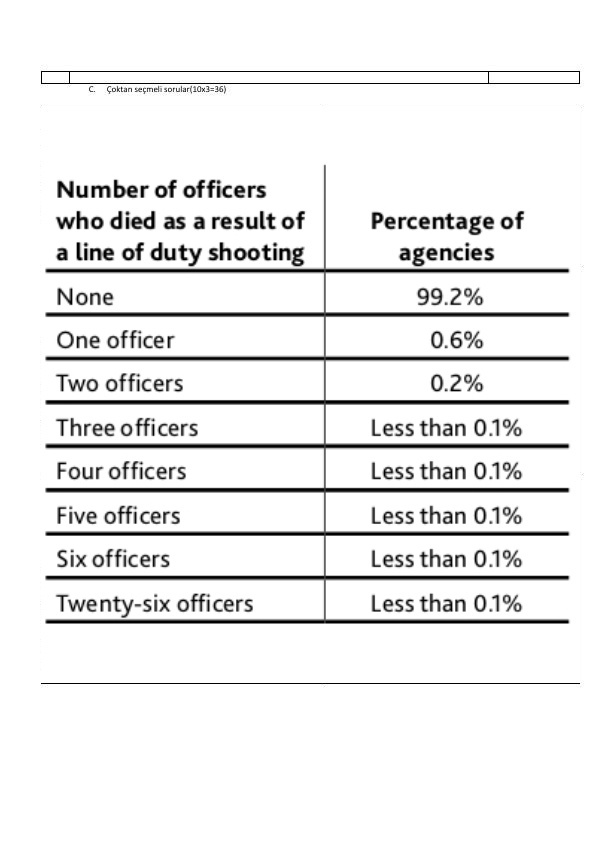 C. Çoktan seçmeli sorular(10x3=36)
Number of officers
who died as a result of
a line of duty shooting
Percentage of
agencies
None 99.2%
One officer 0.6%
Two officers 0.2%
Three officers Less than 0.1%
Four officers Less than 0.1%
Five officers Less than 0.1%
Six officers Less than 0.1%
Twenty-six officers Less than 0.1%